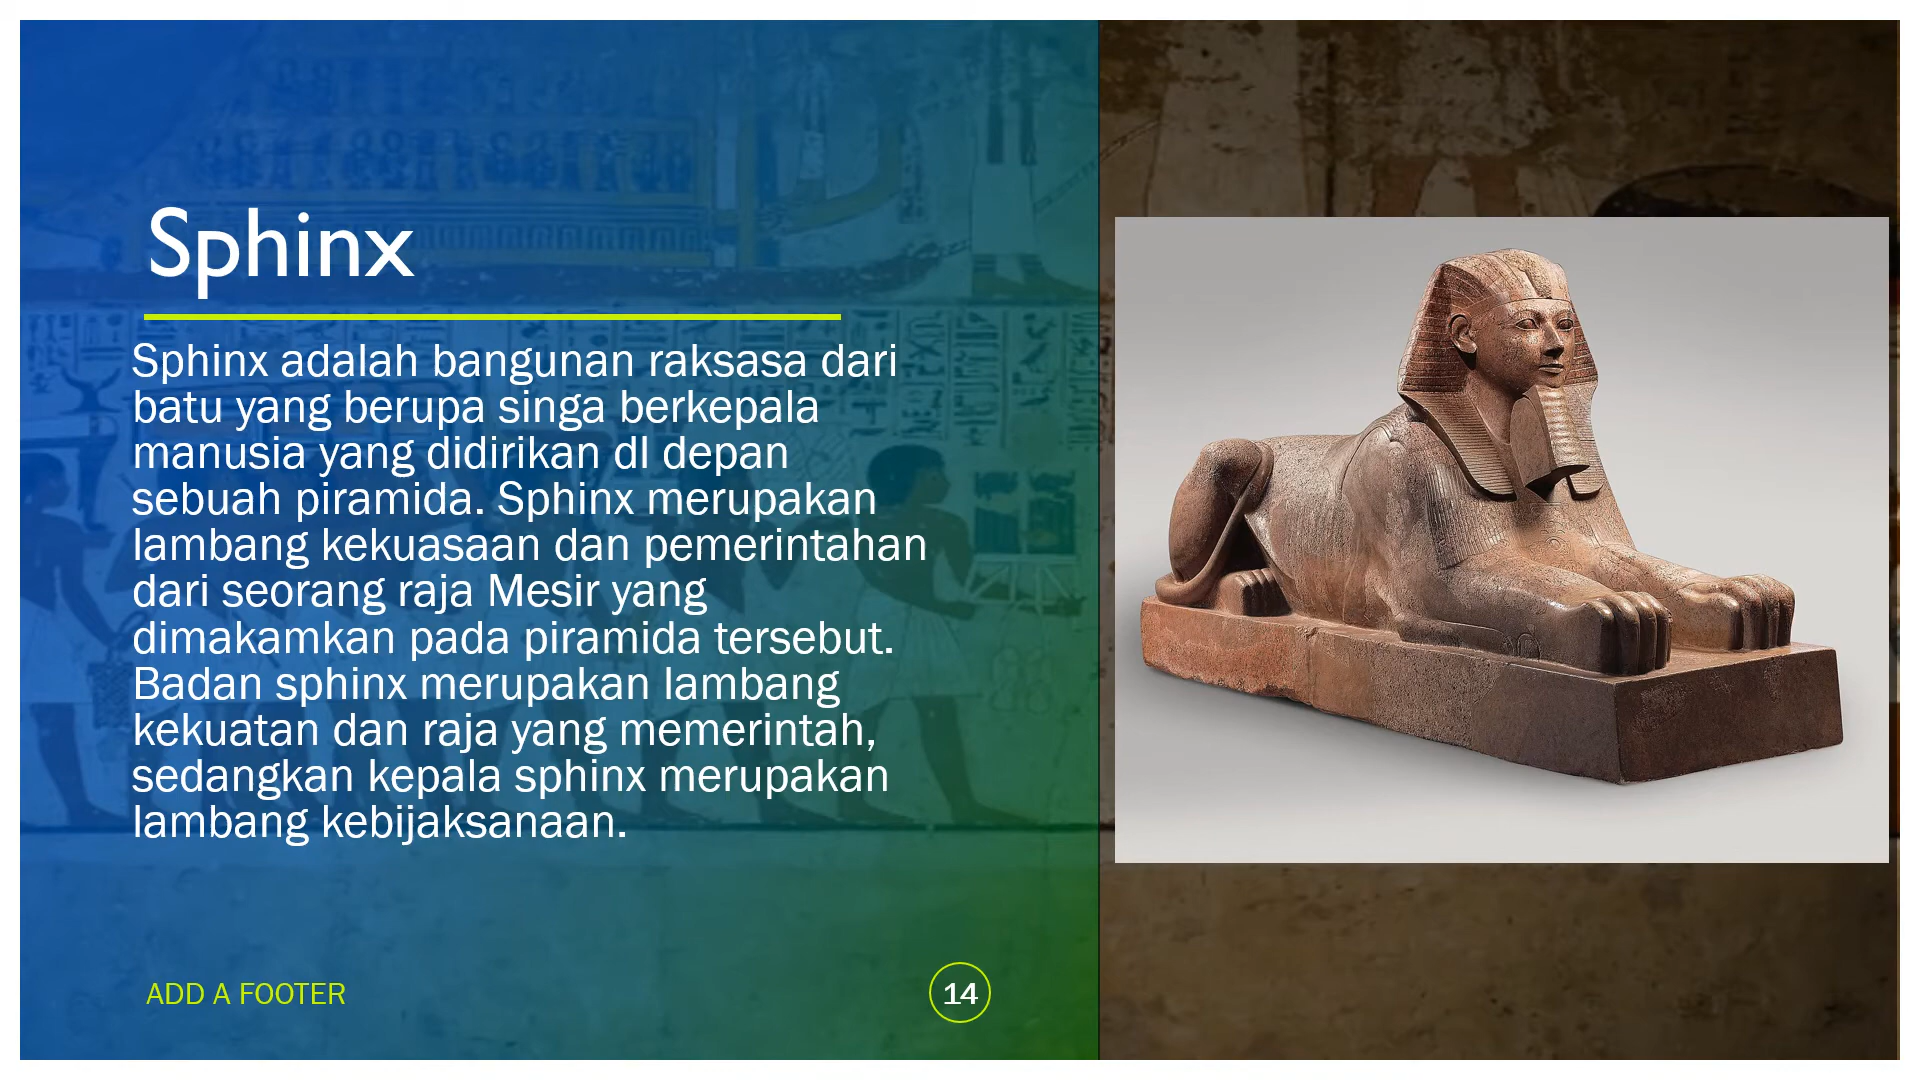 Sphinx
Sphinx adalah bangunan raksasa dari
batu yang berupa singa berkepala
manusia yang didirikan dl depan
sebuah piramida. Sphinx merupakan
lambang kekuasaan dan pemerintahan
dari seorang raja Mesir yang
dimakamkan pada piramida tersebut.
Badan sphinx merupakan lambang
kekuatan dan raja yang memerintah,
sedangkan kepala sphinx merupakan
lambang kebijaksanaan.
ADD A FOOTER
14